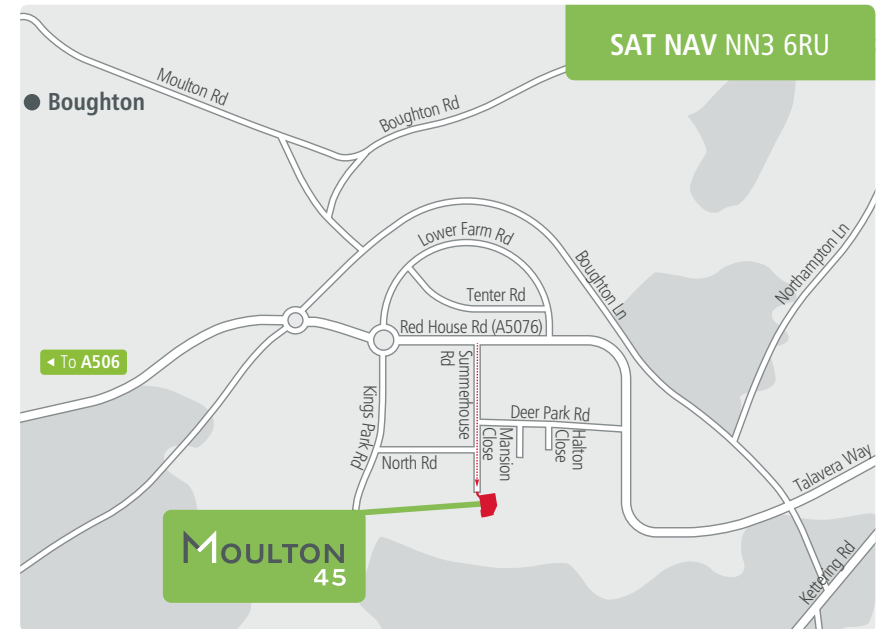 SAT NAV NN3 6RU
Moulton Rd
Boughton
Boughton Rd
Lower Farm Rd
Boughton Ln
Northampton Ln
Tenter Rd
Red House Rd (A5076)
◂ To A506
Summerhouse
Rd
Kings Park Rd
Deer Park Rd
Mansion
Close
Halton
Close
North Rd
Talavera Way
Kettering Rd
MOULTON
45